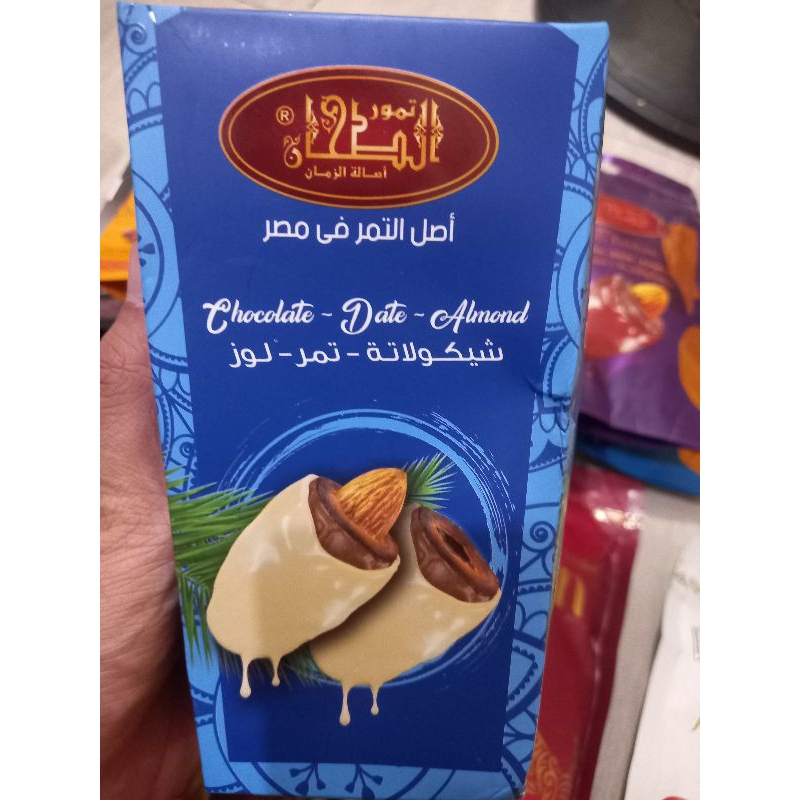 تمور
الطحان
®
أصالة الزمان
أصل التمر فى مصر
Chocolate ~ Date ~ Almond
شيكولاتة - تمر - لوز